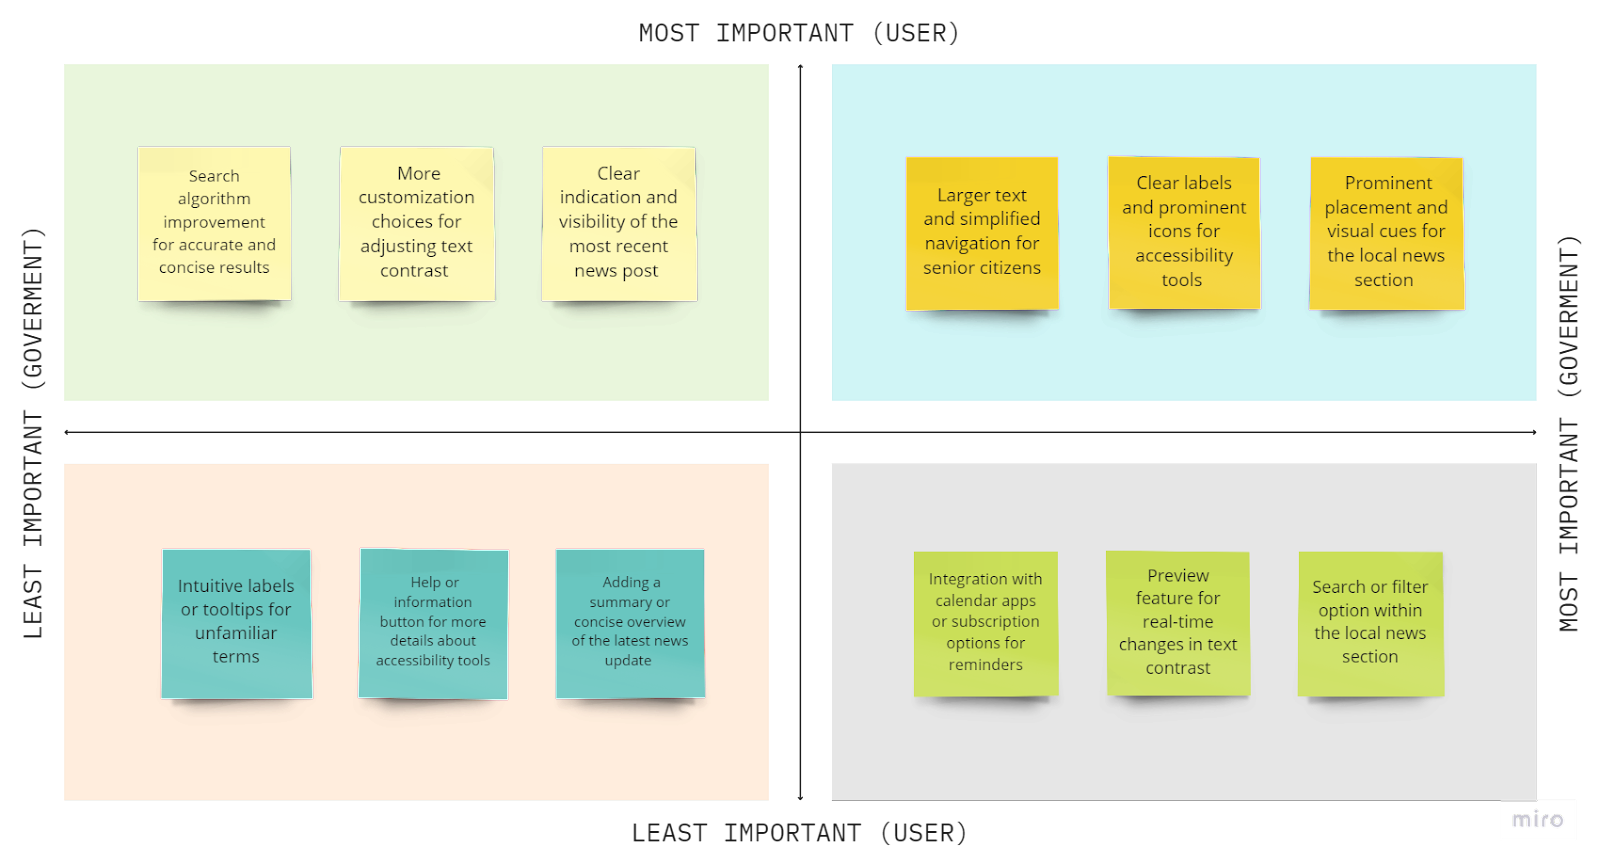 MOST IMPORTANT (USER)
Search
algorithm
improvement
for accurate and
concise results
More
customization
choices for
adjusting text
contrast
Clear
indication and
visibility of the
most recent
news post
Larger text
and simplified
navigation for
senior citizens
Clear labels
and prominent
icons for
accessibility
tools
Prominent
placement and
visual cues for
the local news
section
LEAST IMPORTANT (GOVERMENT)
MOST IMPORTANT (GOVERMENT)
Intuitive labels
or tooltips for
unfamiliar
terms
Help or
information
button for more
details about
accessibility tools
Adding a
summary or
concise overview
of the latest news
update
Integration with
calendar apps
or subscription
options for
reminders
Preview
feature for
real-time
changes in text
contrast
Search or filter
option within
the local news
section
LEAST IMPORTANT (USER)
miro